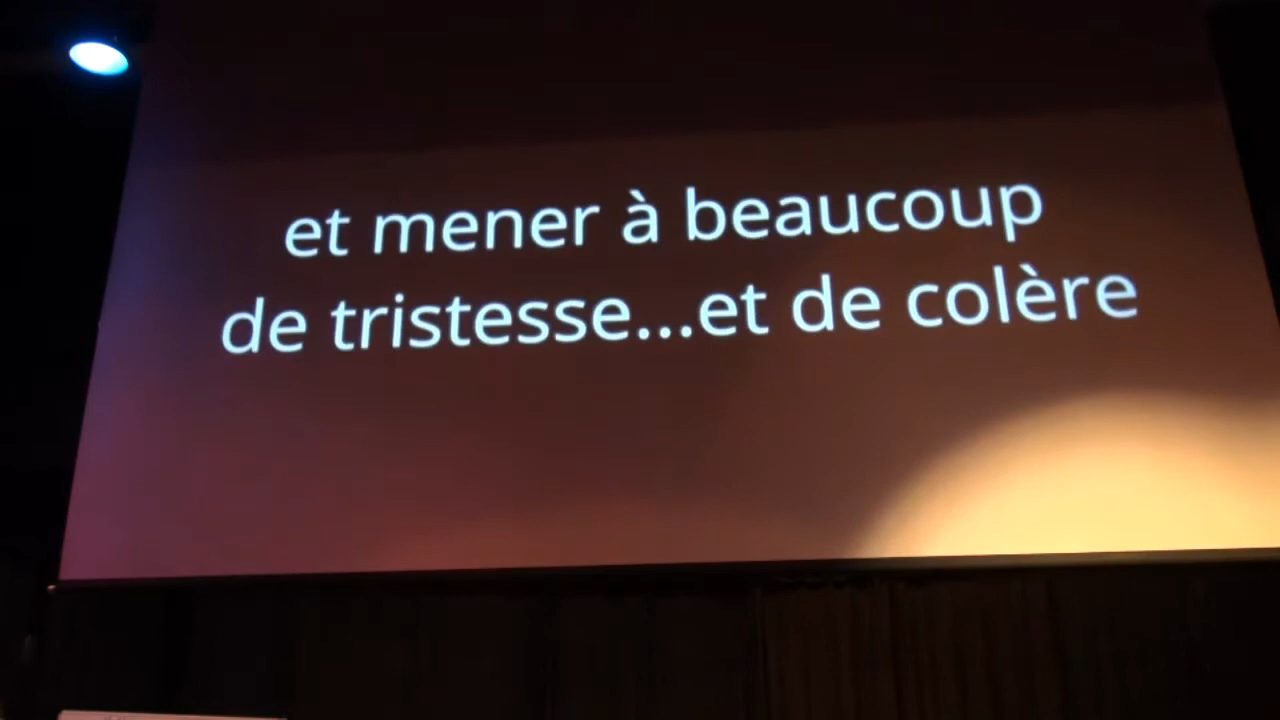 et mener à beaucoup
de tristesse...et de colère